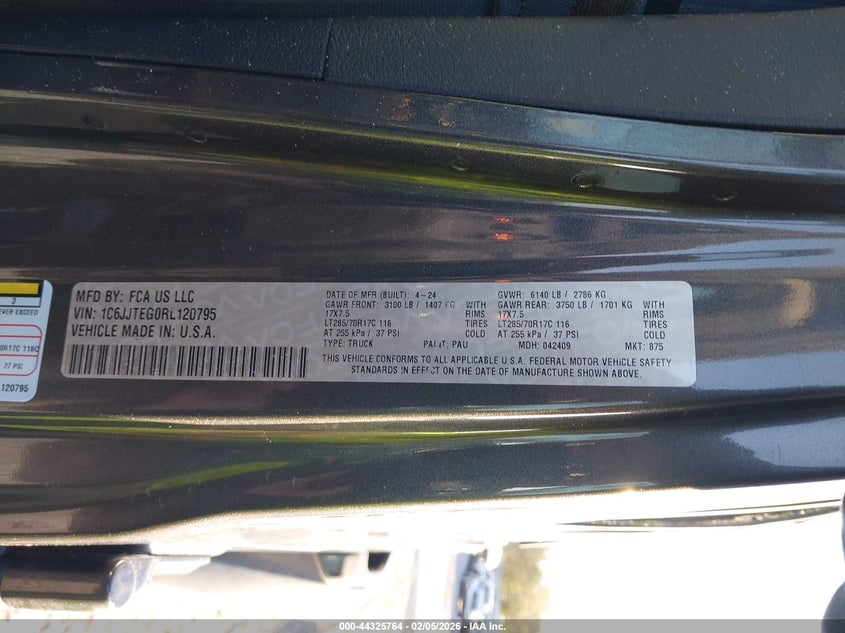 3
EVER EXCEED
0R17C 116C
37 PSI
L120795
MFD BY: FCA US LLC
VIN: 1C6JJTEG0RL120795
VEHICLE MADE IN: U.S.A.
DATE OF MFR (BUILT): 4-24
GAWR FRONT: 3100 LB / 1407 KG WITH
17X7.5 RIMS
LT285/70R17C 116 TIRES
AT 255 kPa / 37 PSI COLD
TYPE: TRUCK PAINT: PAU
GVWR: 6140 LB / 2786 KG
GAWR REAR: 3750 LB / 1701 KG WITH
17X7.5 RIMS
LT285/70R17C 116 TIRES
AT 255 kPa / 37 PSI COLD
MDH: 042409 MKT: 875
THIS VEHICLE CONFORMS TO ALL APPLICABLE U.S.A. FEDERAL MOTOR VEHICLE SAFETY
STANDARDS IN EFFECT ON THE DATE OF MANUFACTURE SHOWN ABOVE.
000-44325764 - 02/05/2026 - © IAA Inc.